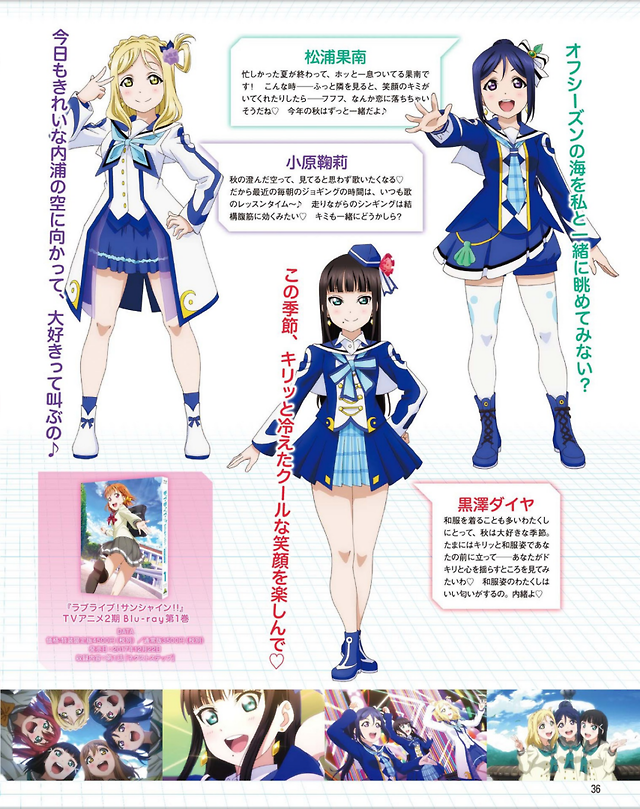 今日もきれいな内浦の空に向かって、大好きって叫ぶの♪
松浦果南
忙しかった夏が終わって、ホッと一息ついてる果南で
す!　こんな時──ふっと隣を見ると、笑顔のキミが
いてくれたりしたら──フフフ、なんか恋に落ちちゃい
そうだね♡　今年の秋はずっと一緒だよ♪
オフシーズンの海を私と一緒に眺めてみない?
小原鞠莉
秋の澄んだ空って、見てると思わず歌いたくなる♡
だから最近の毎朝のジョギングの時間は、いつも歌
のレッスンタイム〜♪　走りながらのシンギングは結
構腹筋に効くみたい♡　キミも一緒にどうかしら?
この季節、キリッと冷えたクールな笑顔を楽しんで♡
黒澤ダイヤ
和服を着ることも多いわたくし
にとって、秋は大好きな季節。
たまにはキリッと和服姿であな
たの前に立って──あなたがド
キリと心を揺らすところを見てみ
たいわ♡　和服姿のわたくしは
いい匂いがするの。内緒よ♡
『ラブライブ!サンシャイン!!』
TVアニメ2期 Blu-ray第1巻
DATA
36